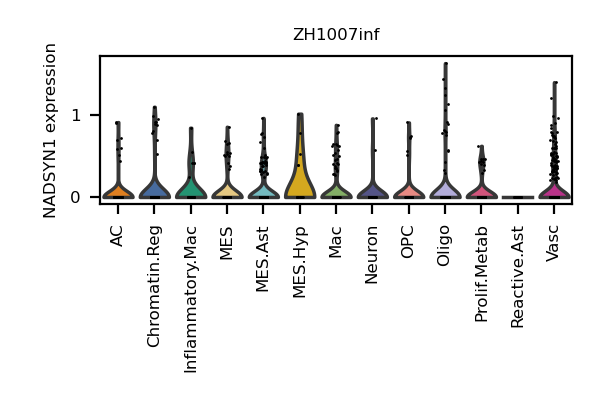 ZH1007inf
NADSYN1 expression
1
0
AC
Chromatin.Reg
Inflammatory.Mac
MES
MES.Ast
MES.Hyp
Mac
Neuron
OPC
Oligo
Prolif.Metab
Reactive.Ast
Vasc